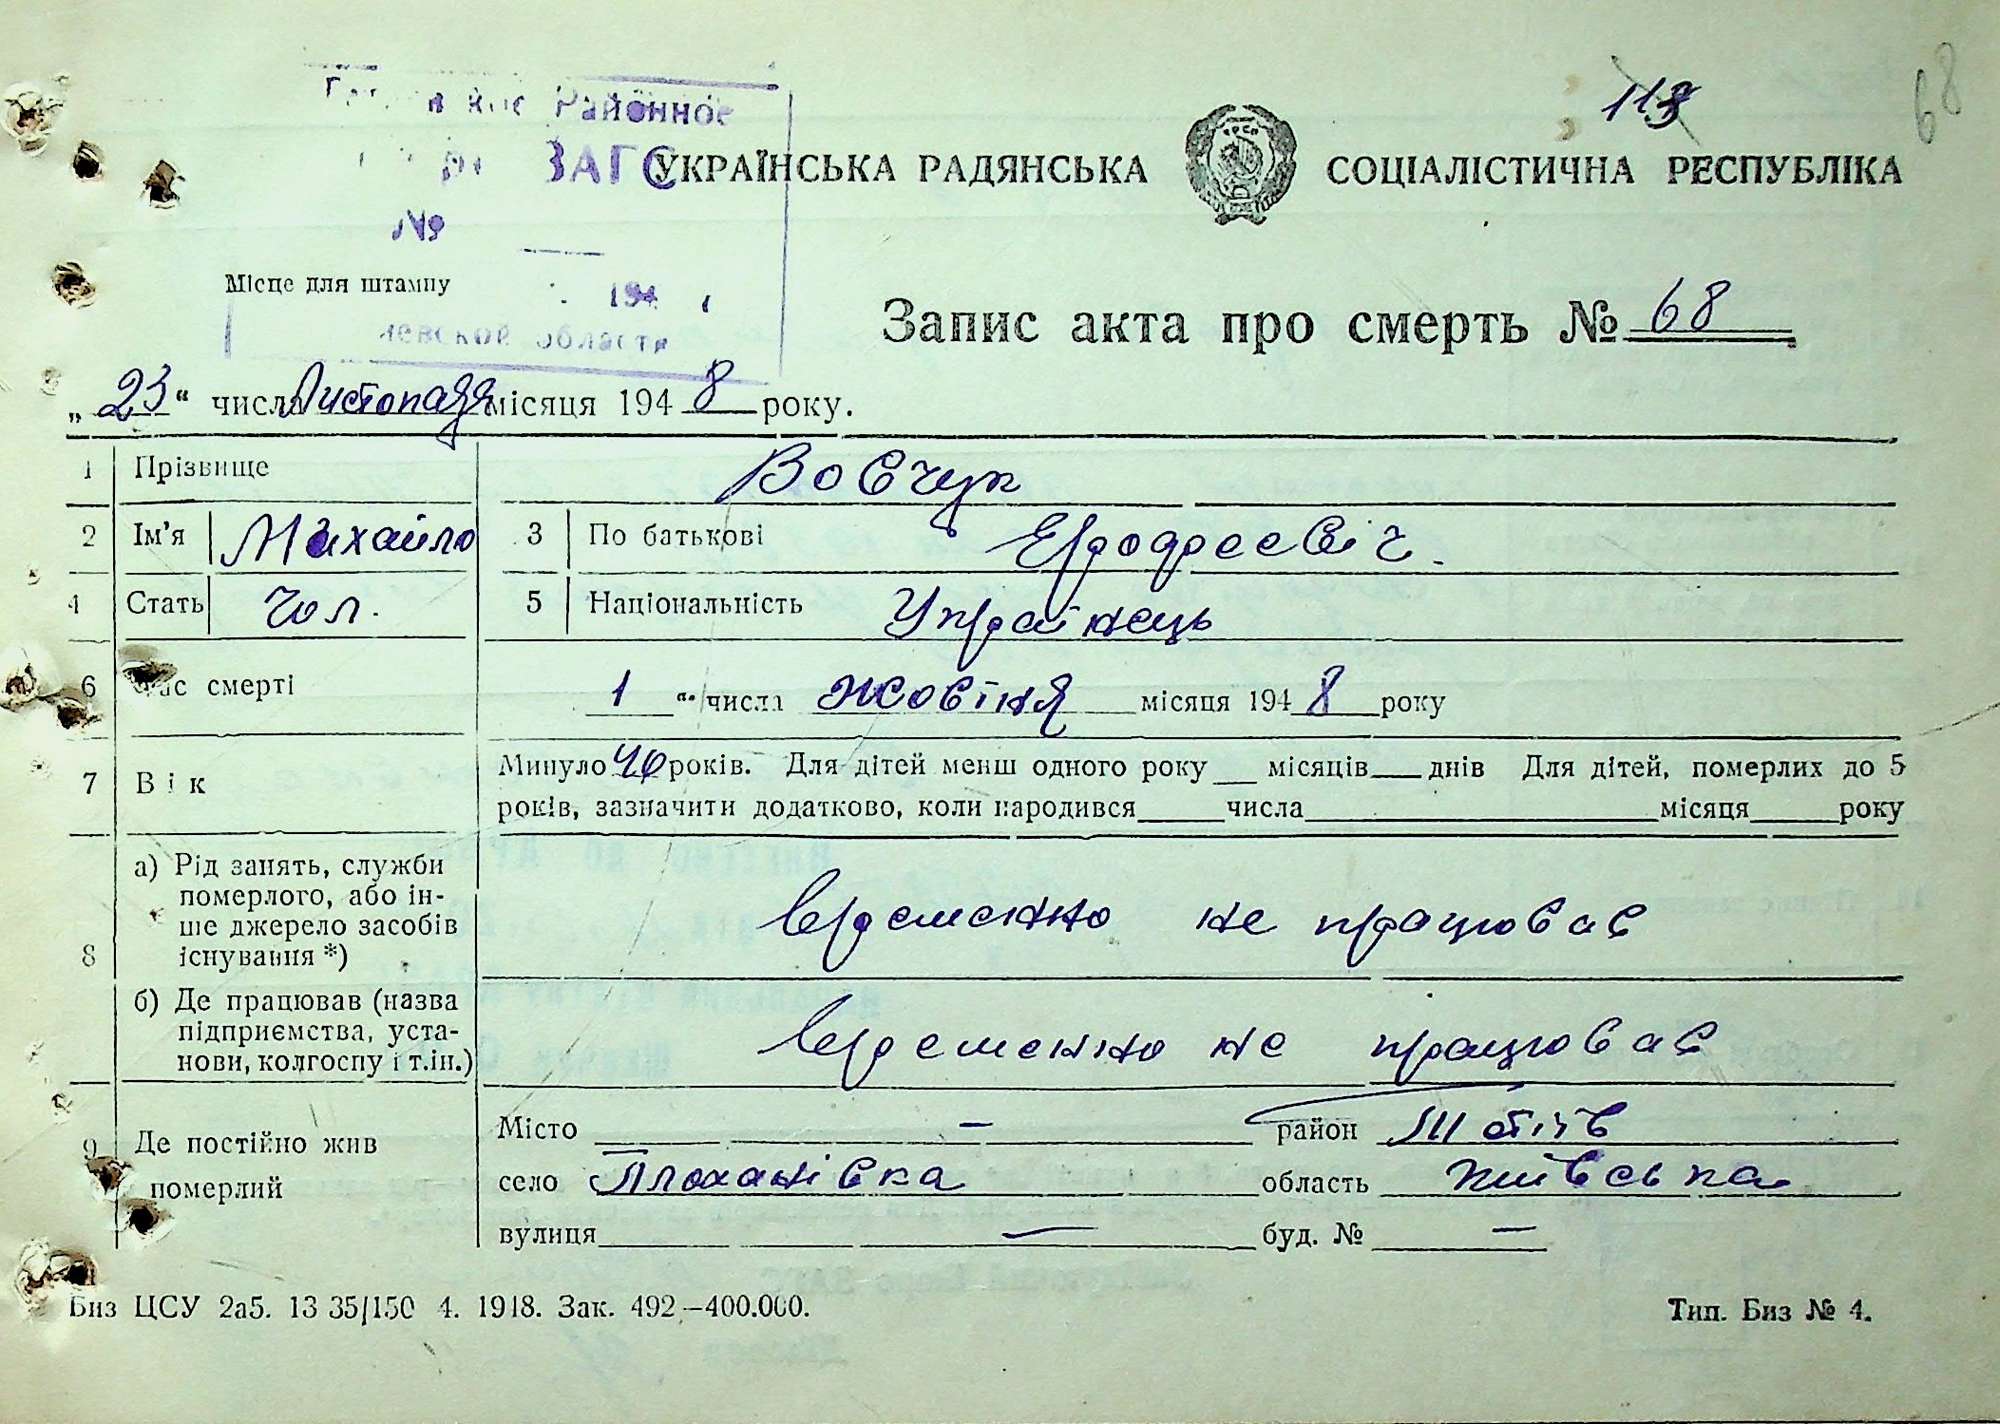 118
68
Районное
ЗАГС
№
194
области
УКРАЇНСЬКА РАДЯНСЬКА СОЦІАЛІСТИЧНА РЕСПУБЛІКА
Місце для штампу
Запис акта про смерть № 68
„23“ числа Листопада місяця 1948 року.
1 Прізвище Вовчук
2 Ім'я Михайло 3 По батькові
4 Стать Чол. 5 Національність Українець
6 Час смерті 1 “ числа жовтня місяця 1948 року
7 Вік Минуло років. Для дітей менш одного року місяців днів Для дітей, померлих до 5
років, зазначити додатково, коли народився числа місяця року
8 а) Рід занять, служби
померлого, або ін-
ше джерело засобів
існування *) временно не працював
б) Де працював (назва
підприємства, уста-
нови, колгоспу і т.ін.) временно не працював
9 Де постійно жив
померлий
Місто — район
село Плоханівка область Київська
вулиця — буд. № —
Биз ЦСУ 2а5. 13 35/150 4. 1948. Зак. 492—400.000. Тип. Биз № 4.